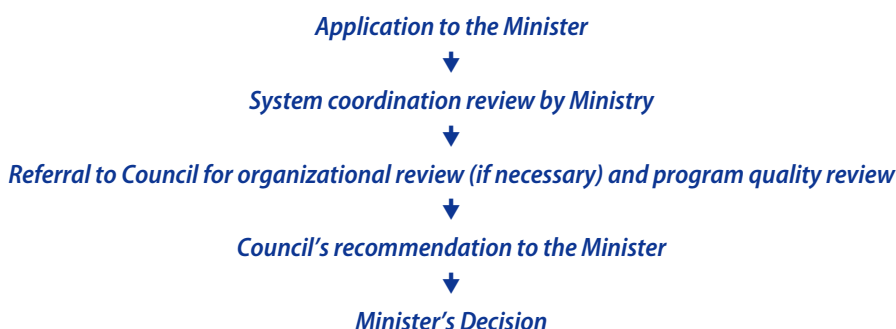 Application to the Minister
System coordination review by Ministry
Referral to Council for organizational review (if necessary) and program quality review
Council’s recommendation to the Minister
Minister’s Decision